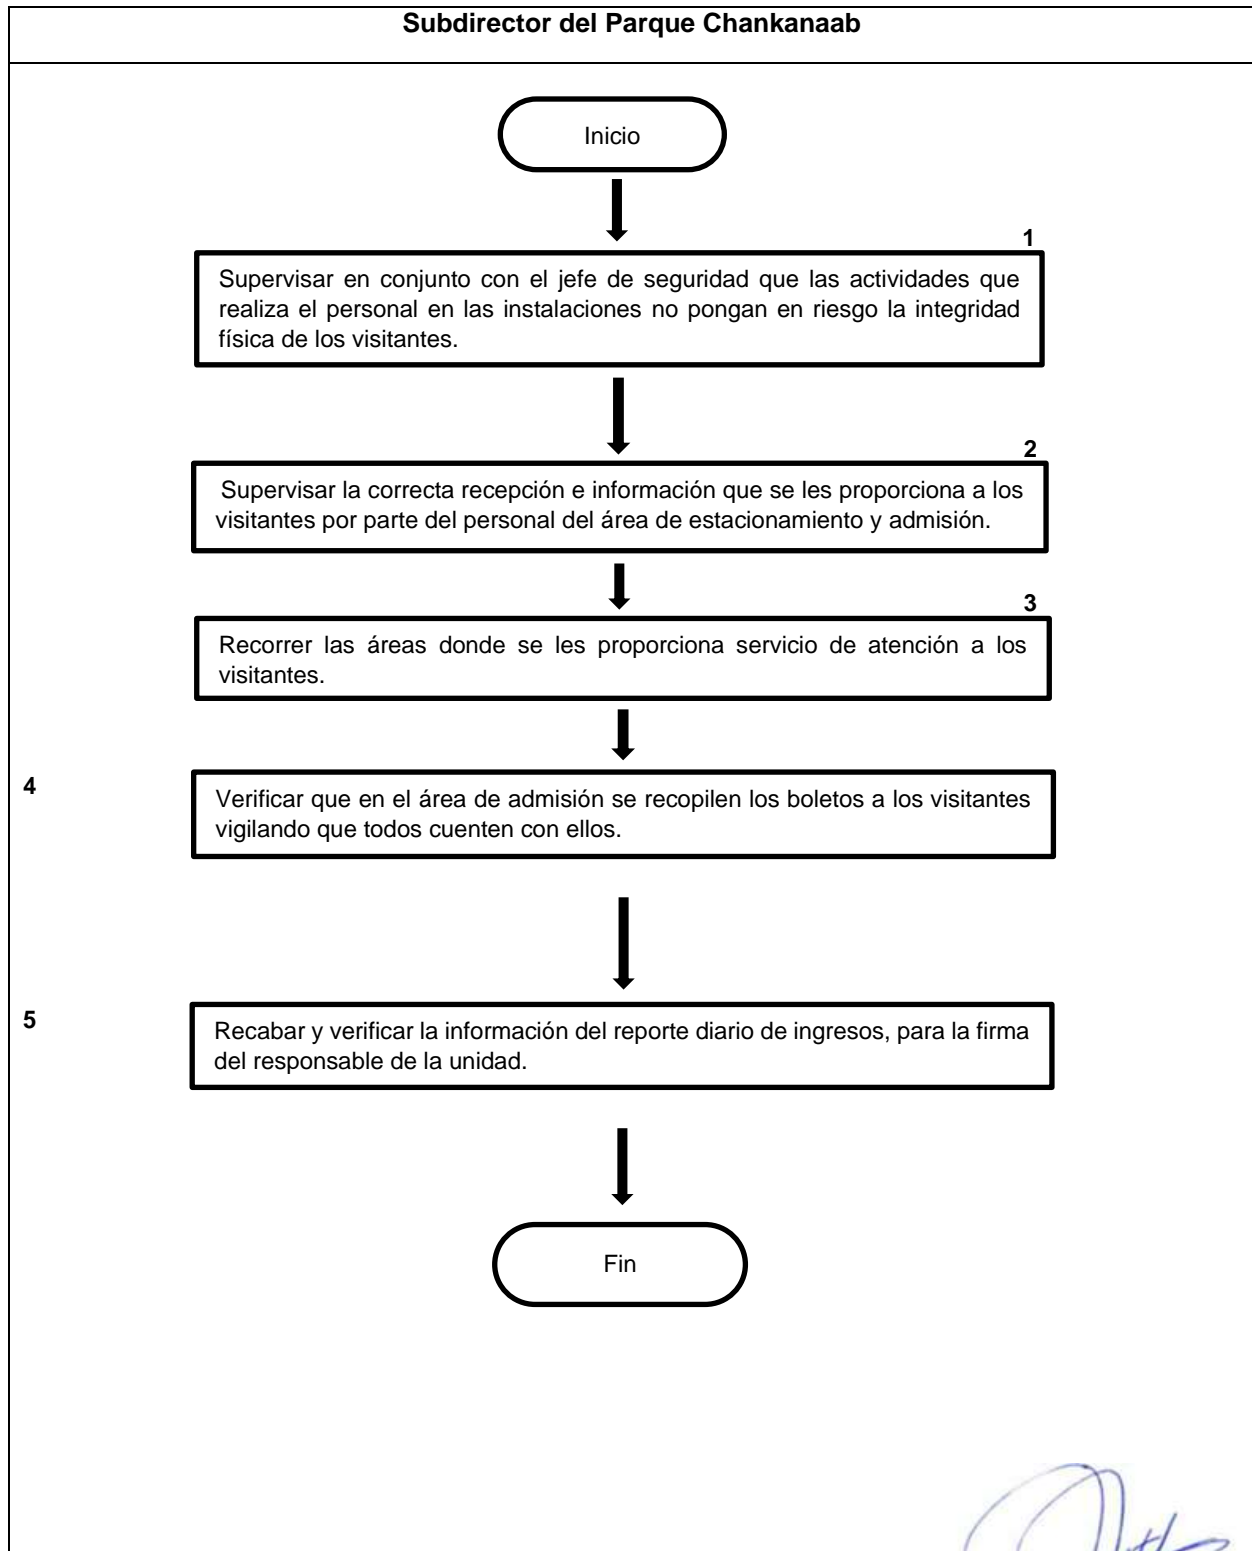 Subdirector del Parque Chankanaab
Inicio
1
Supervisar en conjunto con el jefe de seguridad que las actividades que
realiza el personal en las instalaciones no pongan en riesgo la integridad
física de los visitantes.
2
Supervisar la correcta recepción e información que se les proporciona a los
visitantes por parte del personal del área de estacionamiento y admisión.
3
Recorrer las áreas donde se les proporciona servicio de atención a los
visitantes.
4
Verificar que en el área de admisión se recopilen los boletos a los visitantes
vigilando que todos cuenten con ellos.
5
Recabar y verificar la información del reporte diario de ingresos, para la firma
del responsable de la unidad.
Fin